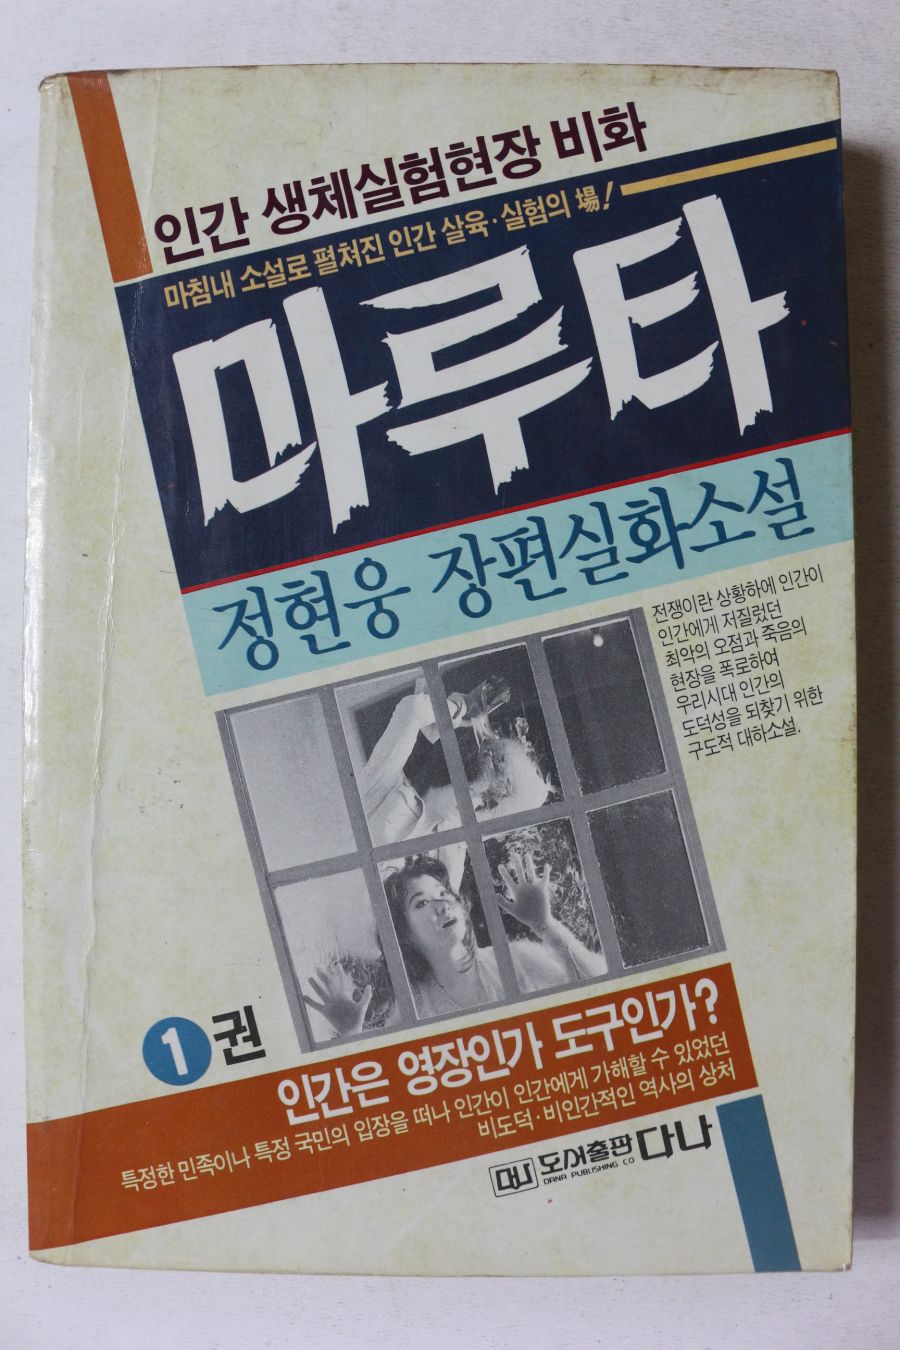 인간 생체실험현장 비화
마침내 소설로 펼쳐진 인간 살육·실험의 場!
마루타
정현웅 장편실화소설
전쟁이란 상황하에 인간이
인간에게 저질렀던
최악의 오점과 죽음의
현장을 폭로하여
우리시대 인간의
도덕성을 되찾기 위한
구도적 대하소설.
1권
인간은 영장인가 도구인가?
특정한 민족이나 특정 국민의 입장을 떠나 인간이 인간에게 가해할 수 있었던
비도덕·비인간적인 역사의 상처
도서출판 다나
DANA PUBLISHING CO